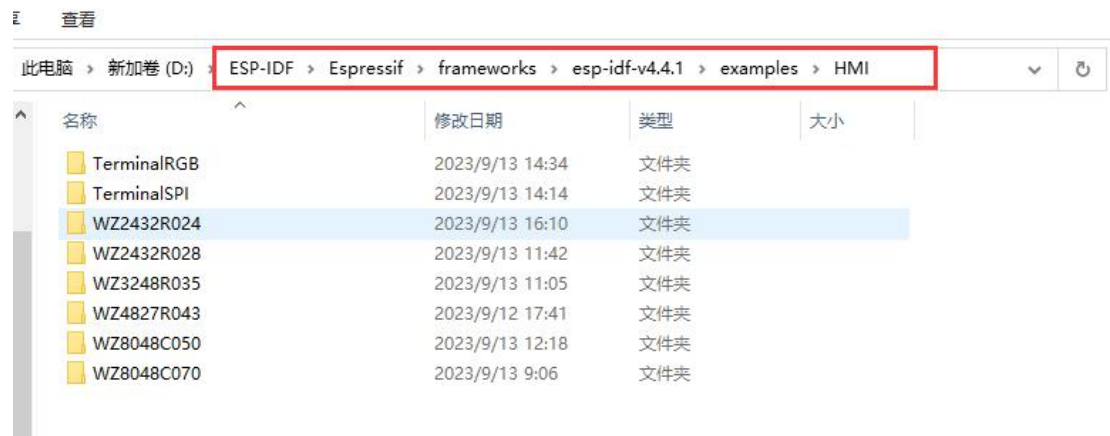 查看
此电脑 › 新加卷 (D:) › ESP-IDF › Espressif › frameworks › esp-idf-v4.4.1 › examples › HMI
名称 修改日期 类型 大小
TerminalRGB 2023/9/13 14:34 文件夹
TerminalSPI 2023/9/13 14:14 文件夹
WZ2432R024 2023/9/13 16:10 文件夹
WZ2432R028 2023/9/13 11:42 文件夹
WZ3248R035 2023/9/13 11:05 文件夹
WZ4827R043 2023/9/12 17:41 文件夹
WZ8048C050 2023/9/13 12:18 文件夹
WZ8048C070 2023/9/13 9:06 文件夹